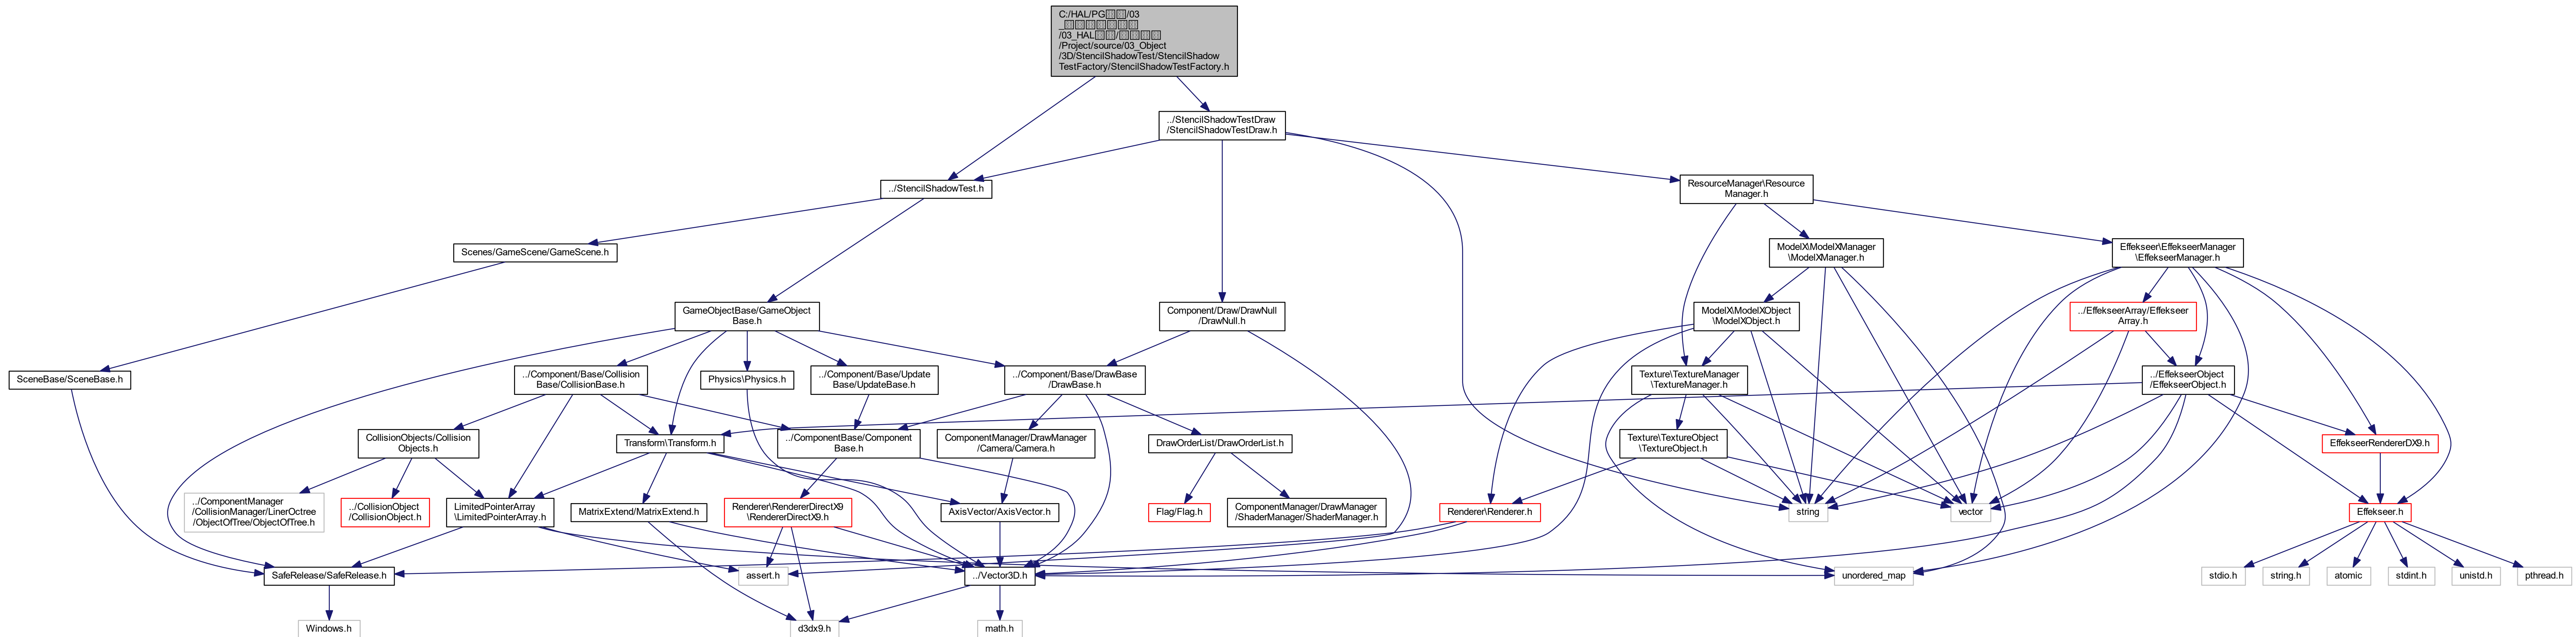 C:/HAL/PG/03
_
/03_HAL/
/Project/source/03_Object
/3D/StencilShadowTest/StencilShadow
TestFactory/StencilShadowTestFactory.h
../StencilShadowTestDraw
/StencilShadowTestDraw.h
../StencilShadowTest.h
ResourceManager\Resource
Manager.h
Scenes/GameScene/GameScene.h
ModelX\ModelXManager
\ModelXManager.h
Effekseer\EffekseerManager
\EffekseerManager.h
GameObjectBase/GameObject
Base.h
Component/Draw/DrawNull
/DrawNull.h
ModelX\ModelXObject
\ModelXObject.h
../EffekseerArray/Effekseer
Array.h
SceneBase/SceneBase.h
../Component/Base/Collision
Base/CollisionBase.h
Physics\Physics.h
../Component/Base/Update
Base/UpdateBase.h
../Component/Base/DrawBase
/DrawBase.h
Texture\TextureManager
\TextureManager.h
../EffekseerObject
/EffekseerObject.h
CollisionObjects/Collision
Objects.h
Transform\Transform.h
../ComponentBase/Component
Base.h
ComponentManager/DrawManager
/Camera/Camera.h
DrawOrderList/DrawOrderList.h
Texture\TextureObject
\TextureObject.h
EffekseerRendererDX9.h
../ComponentManager
/CollisionManager/LinerOctree
/ObjectOfTree/ObjectOfTree.h
../CollisionObject
/CollisionObject.h
LimitedPointerArray
\LimitedPointerArray.h
MatrixExtend/MatrixExtend.h
Renderer\RendererDirectX9
\RendererDirectX9.h
AxisVector/AxisVector.h
Flag/Flag.h
ComponentManager/DrawManager
/ShaderManager/ShaderManager.h
Renderer\Renderer.h
string
vector
Effekseer.h
SafeRelease/SafeRelease.h
assert.h
../Vector3D.h
unordered_map
stdio.h
string.h
atomic
stdint.h
unistd.h
pthread.h
Windows.h
d3dx9.h
math.h